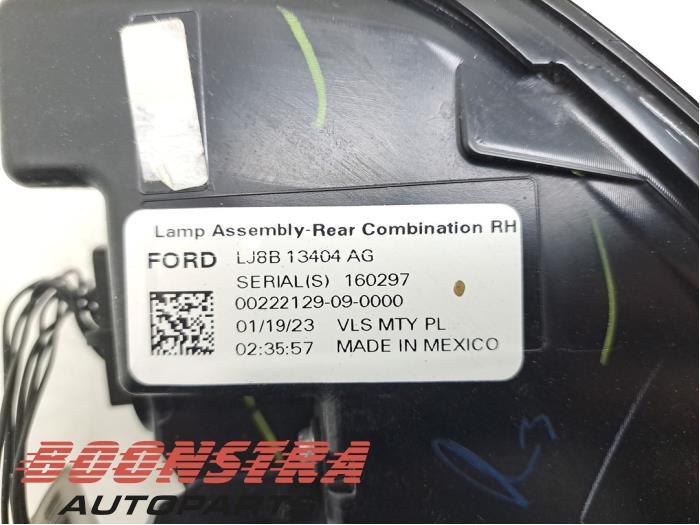 Lamp Assembly-Rear Combination RH
FORD LJ8B 13404 AG
SERIAL(S) 160297
00222129-09-0000
01/19/23 VLS MTY PL
02:35:57 MADE IN MEXICO
BOONSTRA
AUTOPARTS